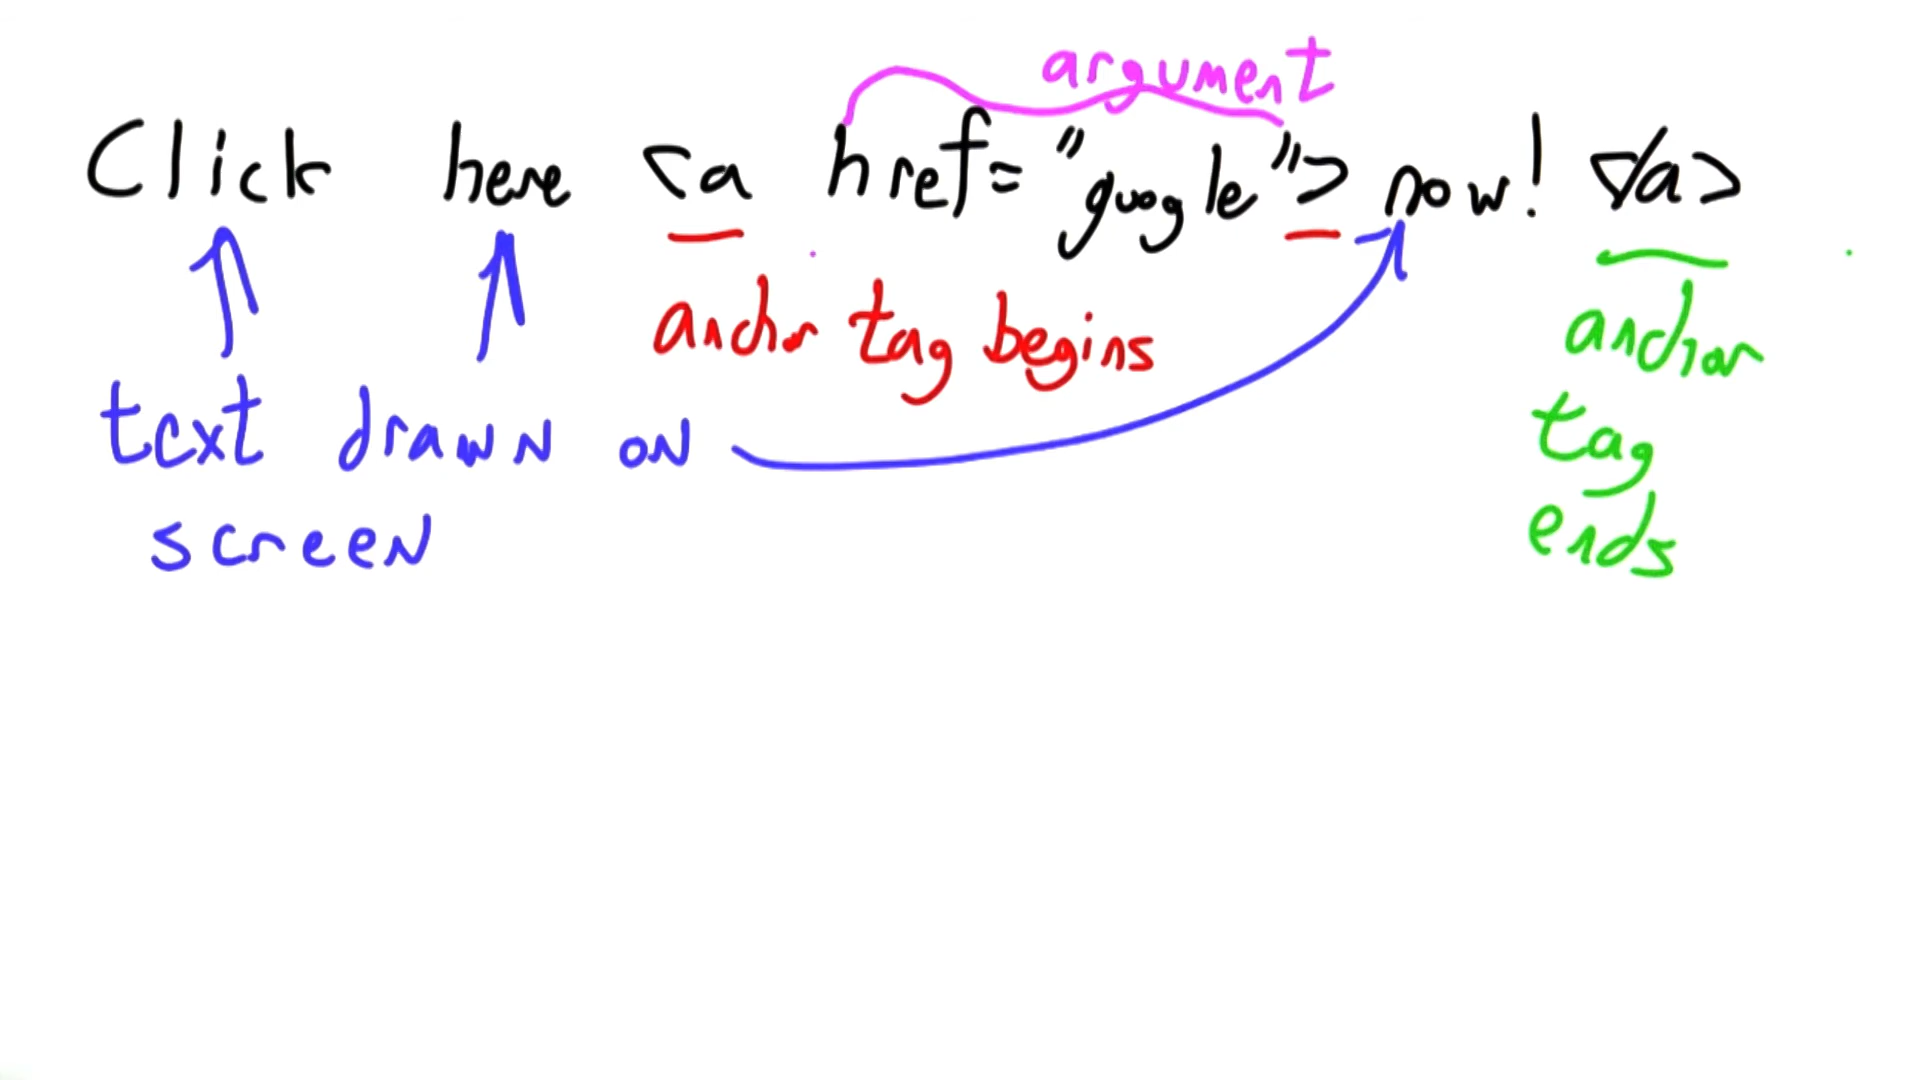 argument
Click here <a href="google"> now! </a>
anchor tag begins
text drawn on
screen
anchor
tag
ends